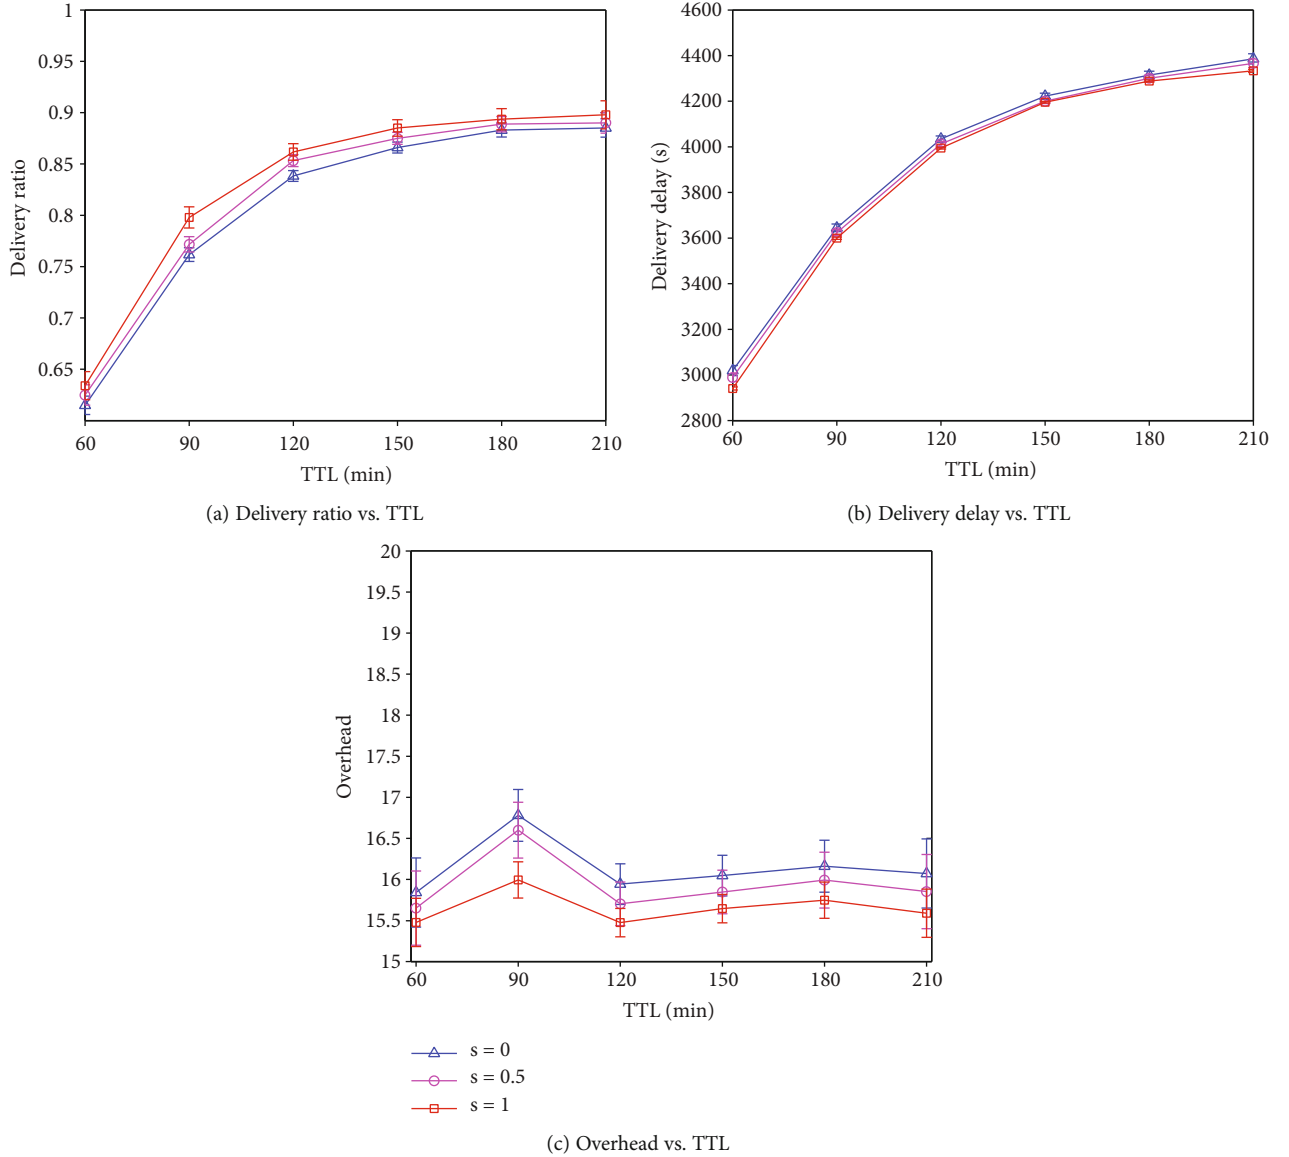 1
0.95
0.9
0.85
0.8
0.75
0.7
0.65
Delivery ratio
60 90 120 150 180 210
TTL (min)
(a) Delivery ratio vs. TTL
4600
4400
4200
4000
3800
3600
3400
3200
3000
2800
Delivery delay (s)
60 90 120 150 180 210
TTL (min)
(b) Delivery delay vs. TTL
20
19.5
19
18.5
18
17.5
17
16.5
16
15.5
15
Overhead
60 90 120 150 180 210
TTL (min)
s = 0
s = 0.5
s = 1
(c) Overhead vs. TTL